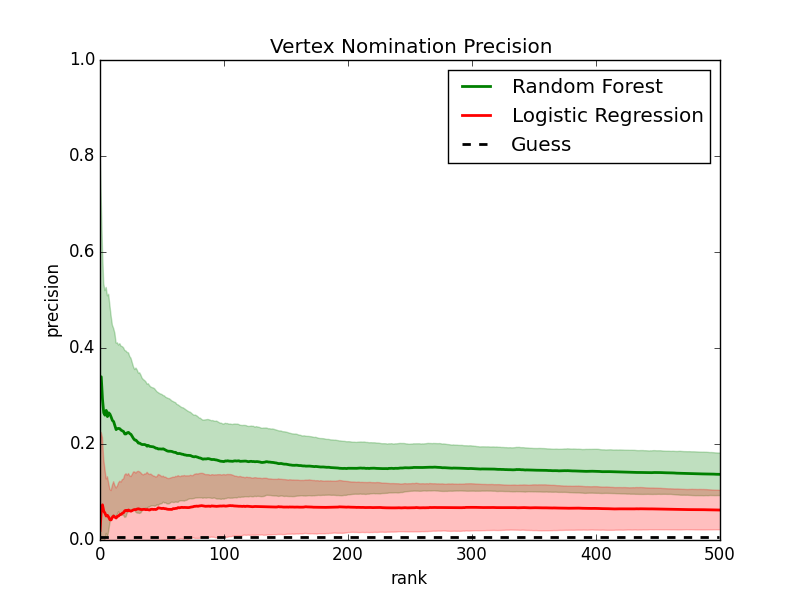 Vertex Nomination Precision
1.0
0.8
0.6
0.4
0.2
0.0
precision
Random Forest
Logistic Regression
Guess
0 100 200 300 400 500
rank